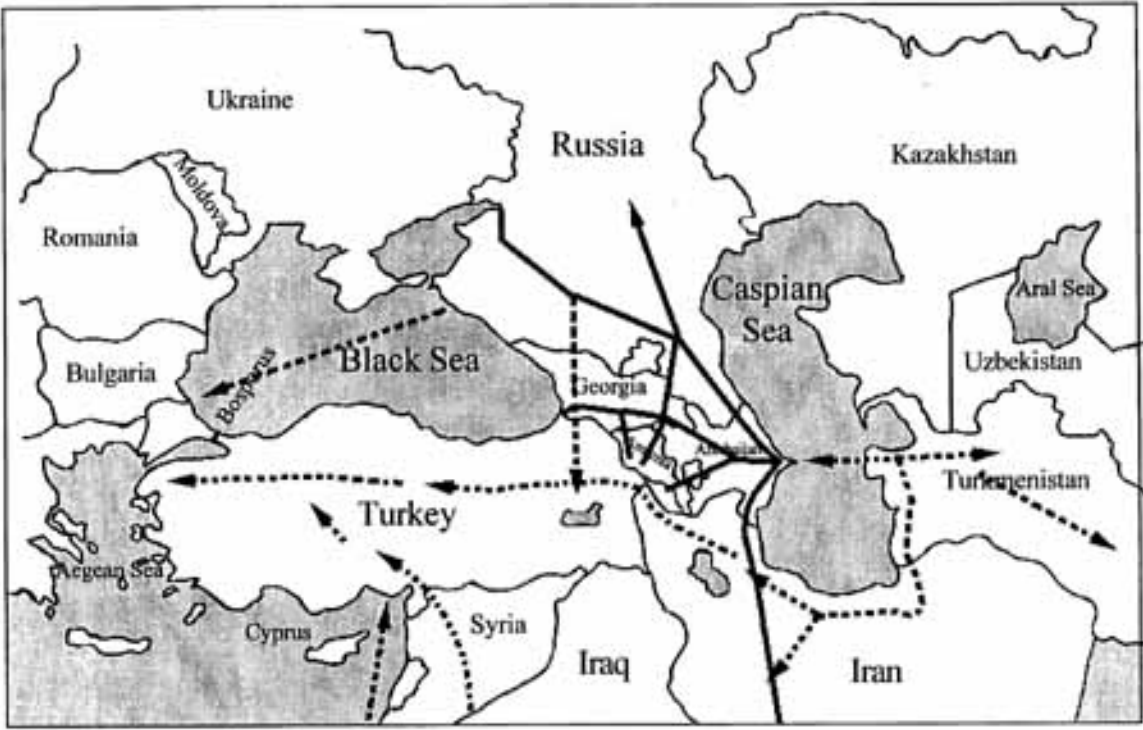 Ukraine
Russia
Kazakhstan
Moldova
Romania
Caspian
Sea
Aral Sea
Black Sea
Uzbekistan
Bulgaria
Georgia
Bosparus
Turkmenistan
Turkey
Aegean Sea
Cyprus
Syria
Iraq
Iran